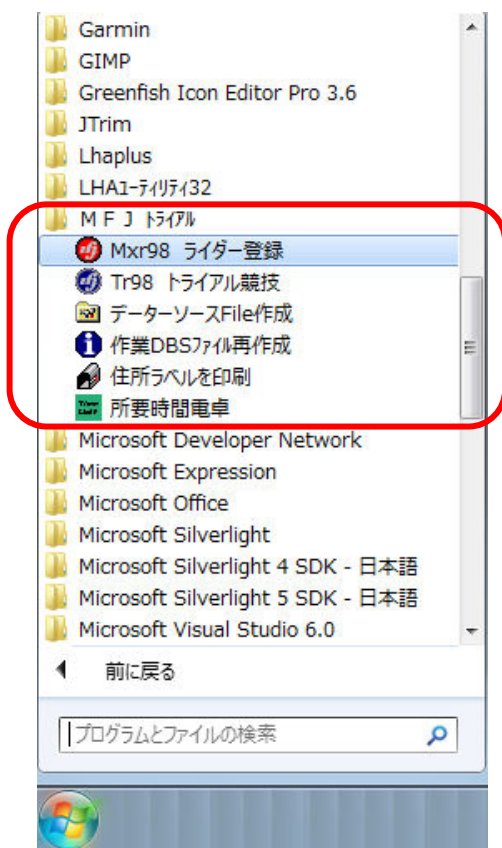 Garmin
GIMP
Greenfish Icon Editor Pro 3.6
JTrim
Lhaplus
LHAﾕｰﾃｨﾘﾃｨ32
ＭＦＪ ﾄﾗｲｱﾙ
Mxr98 ライダー登録
Tr98 トライアル競技
データーソースFile作成
作業DBSﾌｧｲﾙ再作成
住所ラベルを印刷
所要時間電卓
Microsoft Developer Network
Microsoft Expression
Microsoft Office
Microsoft Silverlight
Microsoft Silverlight 4 SDK - 日本語
Microsoft Silverlight 5 SDK - 日本語
Microsoft Visual Studio 6.0
前に戻る
プログラムとファイルの検索